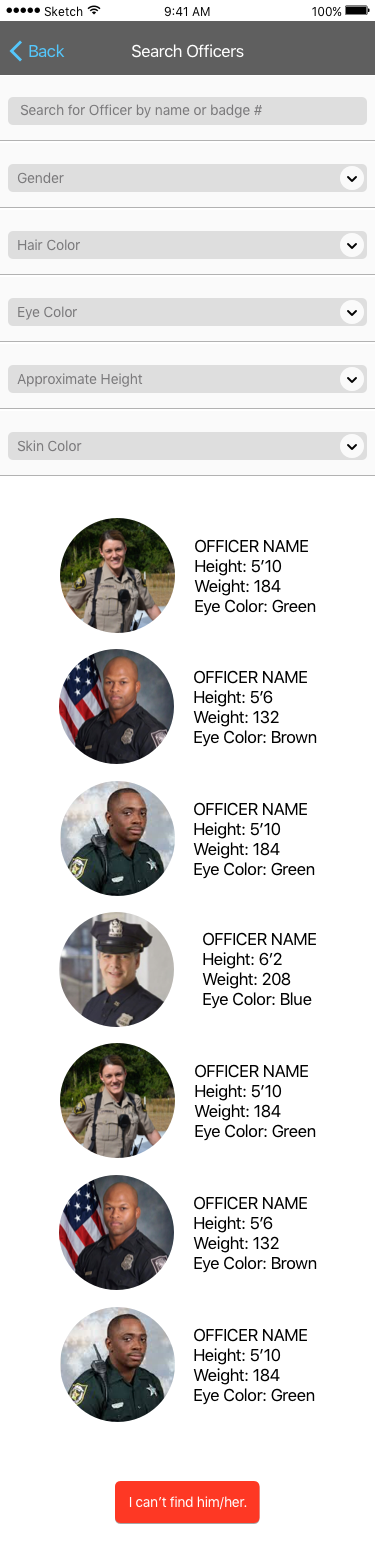 Sketch 9:41 AM 100%
Back Search Officers
Search for Officer by name or badge #
Gender
Hair Color
Eye Color
Approximate Height
Skin Color
OFFICER NAME
Height: 5’10
Weight: 184
Eye Color: Green
OFFICER NAME
Height: 5’6
Weight: 132
Eye Color: Brown
OFFICER NAME
Height: 5’10
Weight: 184
Eye Color: Green
OFFICER NAME
Height: 6’2
Weight: 208
Eye Color: Blue
OFFICER NAME
Height: 5’10
Weight: 184
Eye Color: Green
OFFICER NAME
Height: 5’6
Weight: 132
Eye Color: Brown
OFFICER NAME
Height: 5’10
Weight: 184
Eye Color: Green
I can’t find him/her.